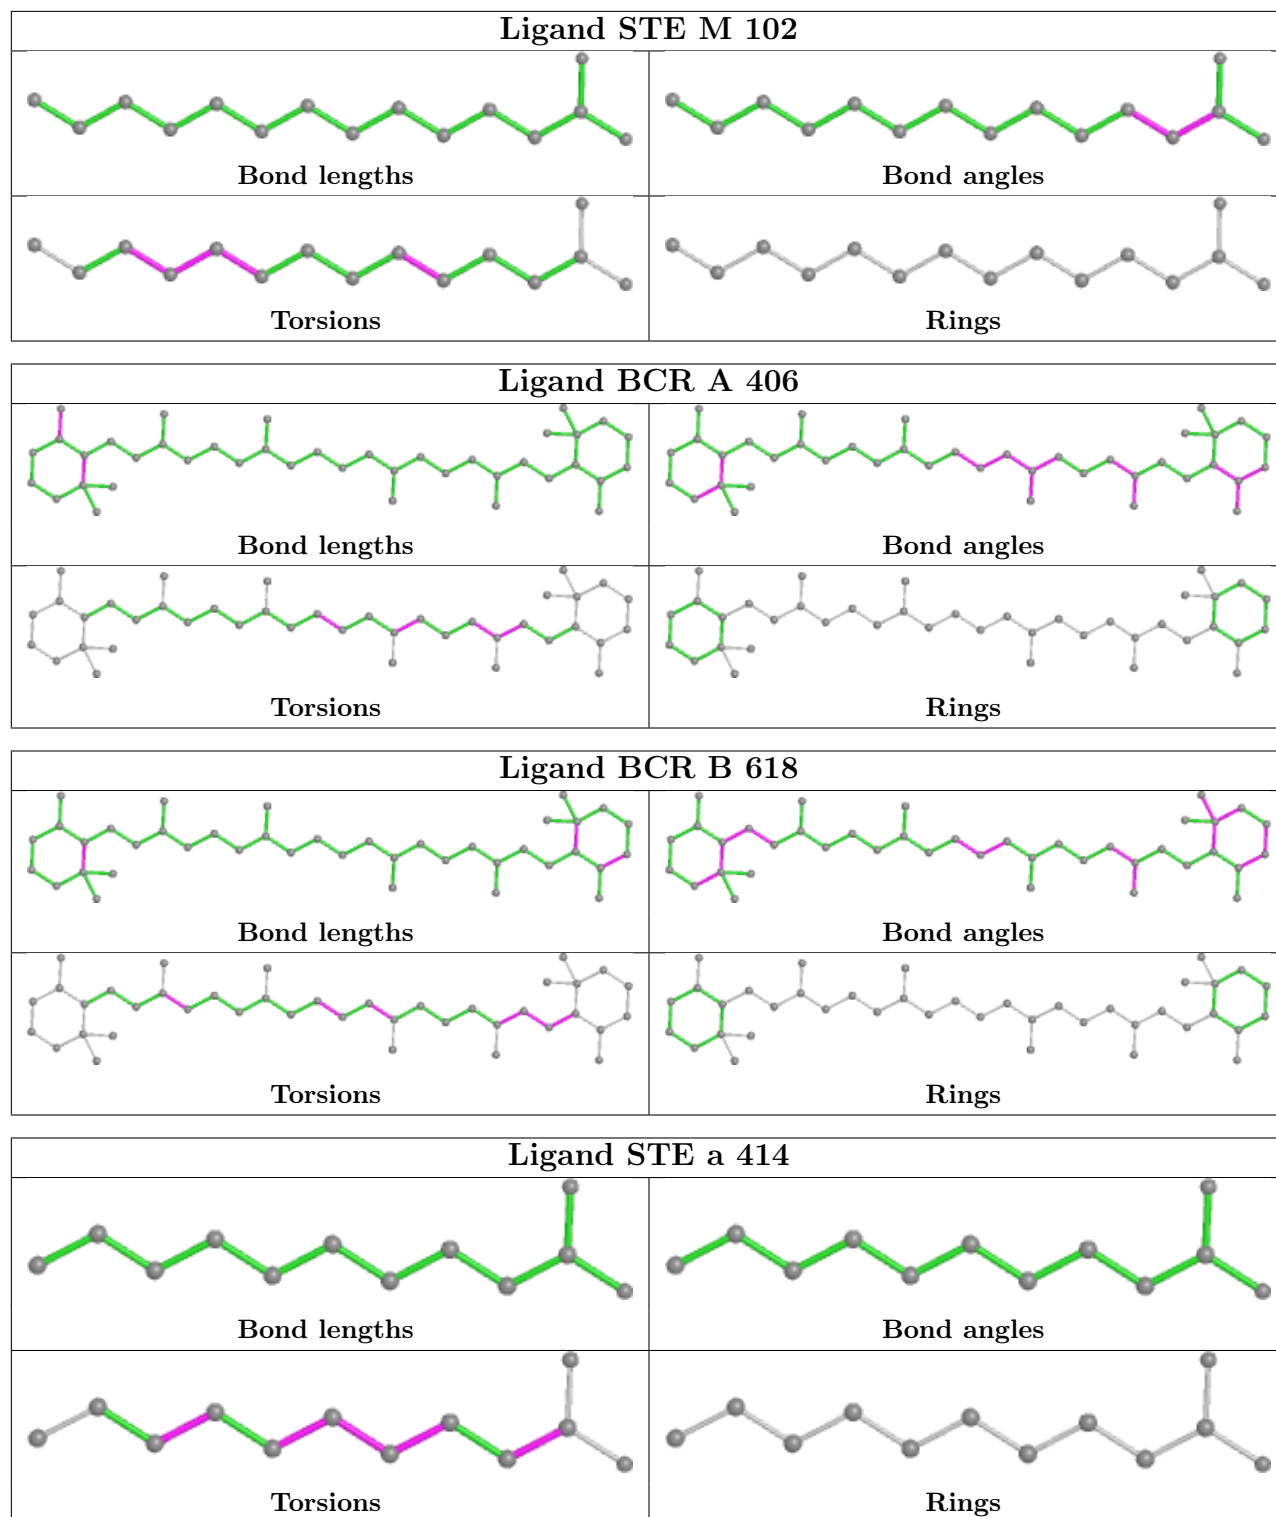 Ligand STE M 102
Bond lengths
Bond angles
Torsions
Rings
Ligand BCR A 406
Bond lengths
Bond angles
Torsions
Rings
Ligand BCR B 618
Bond lengths
Bond angles
Torsions
Rings
Ligand STE a 414
Bond lengths
Bond angles
Torsions
Rings